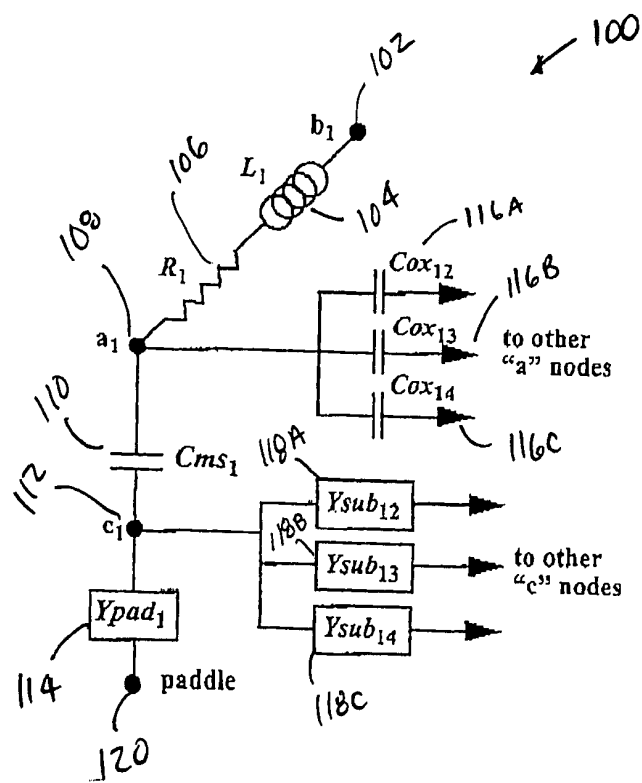 100
102
b₁
106
L₁
104
108
R₁
116A
Cox₁₂
116B
a₁
Cox₁₃
to other
"a" nodes
Cox₁₄
110
116C
Cms₁
118A
112
Ysub₁₂
c₁
118B
Ysub₁₃
to other
"c" nodes
Ypad₁
Ysub₁₄
114
paddle
118C
120